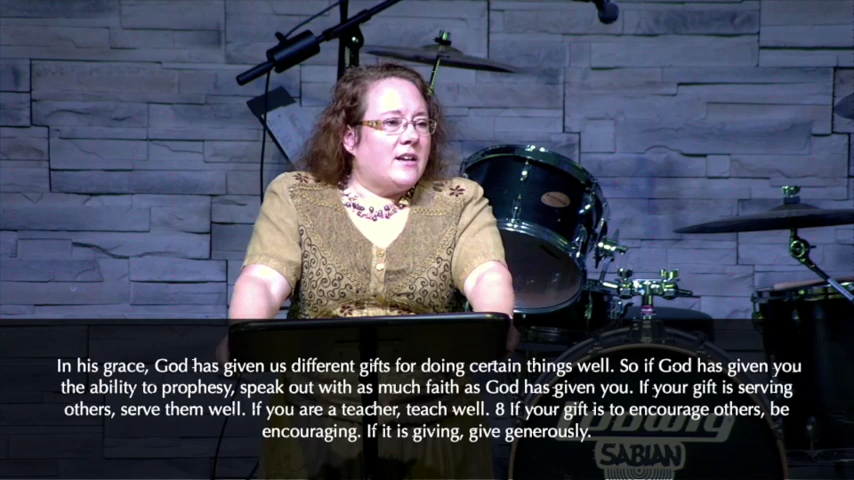 In his grace, God has given us different gifts for doing certain things well. So if God has given you
the ability to prophesy, speak out with as much faith as God has given you. If your gift is serving
others, serve them well. If you are a teacher, teach well. 8 If your gift is to encourage others, be
encouraging. If it is giving, give generously.
Ludwig
SABIAN